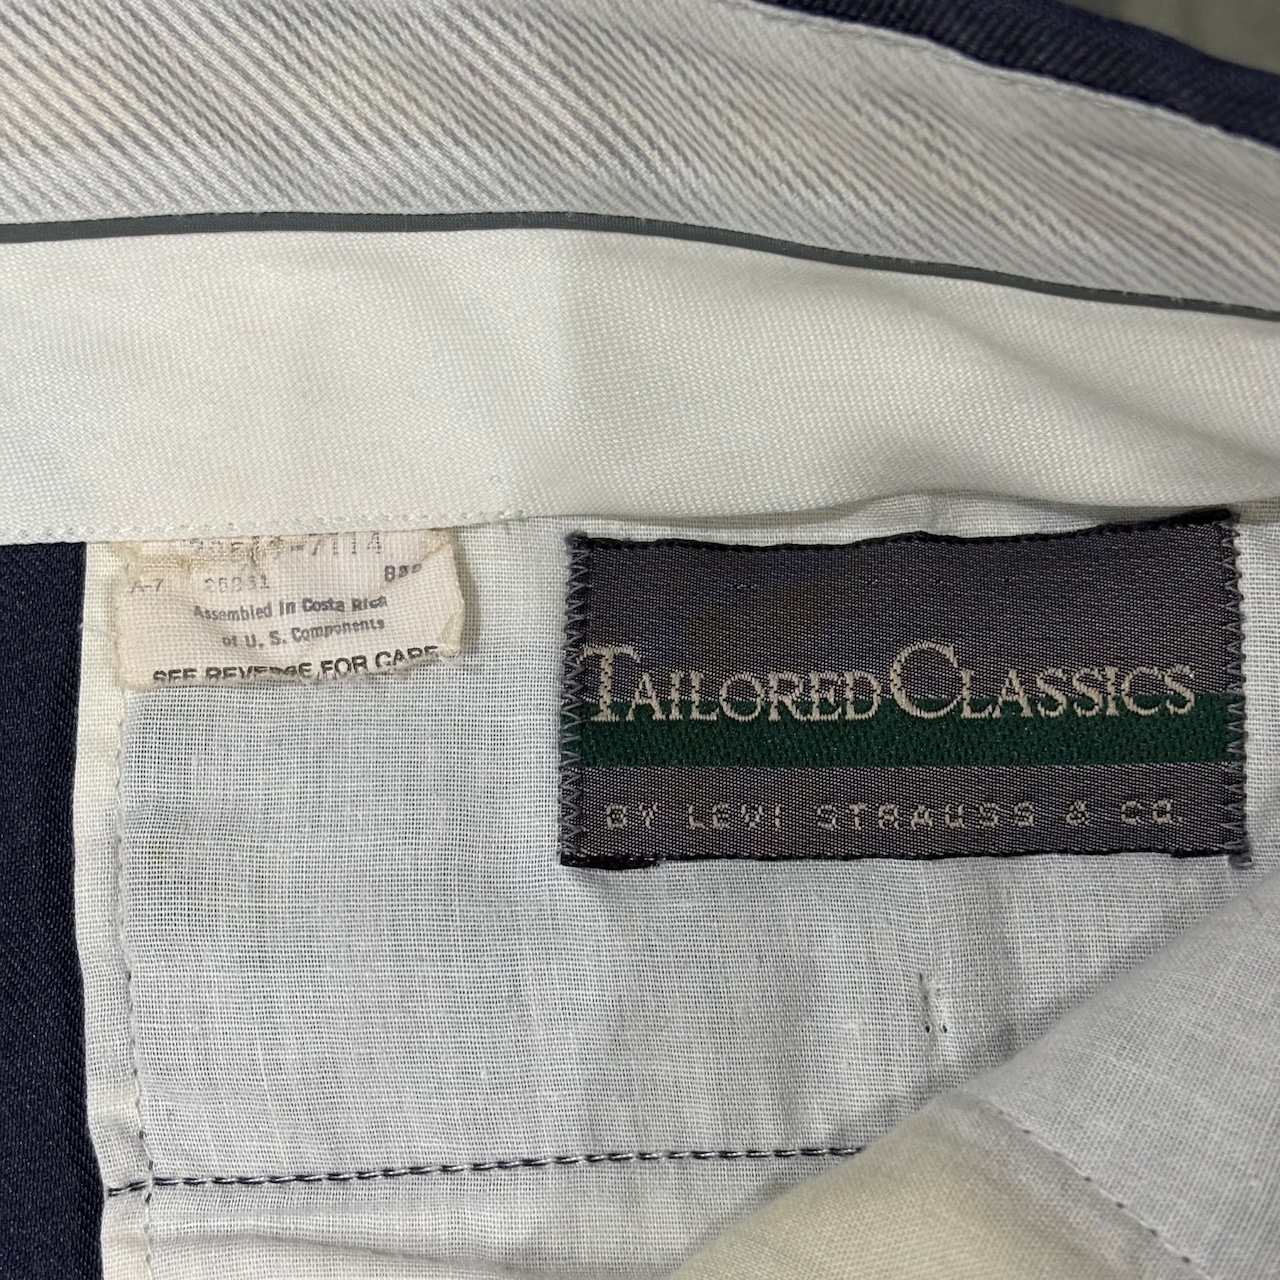 A-7
Assembled in Costa Rica
of U. S. Components
SEE REVERSE FOR CARE
TAILORED CLASSICS
BY LEVI STRAUSS & CO.